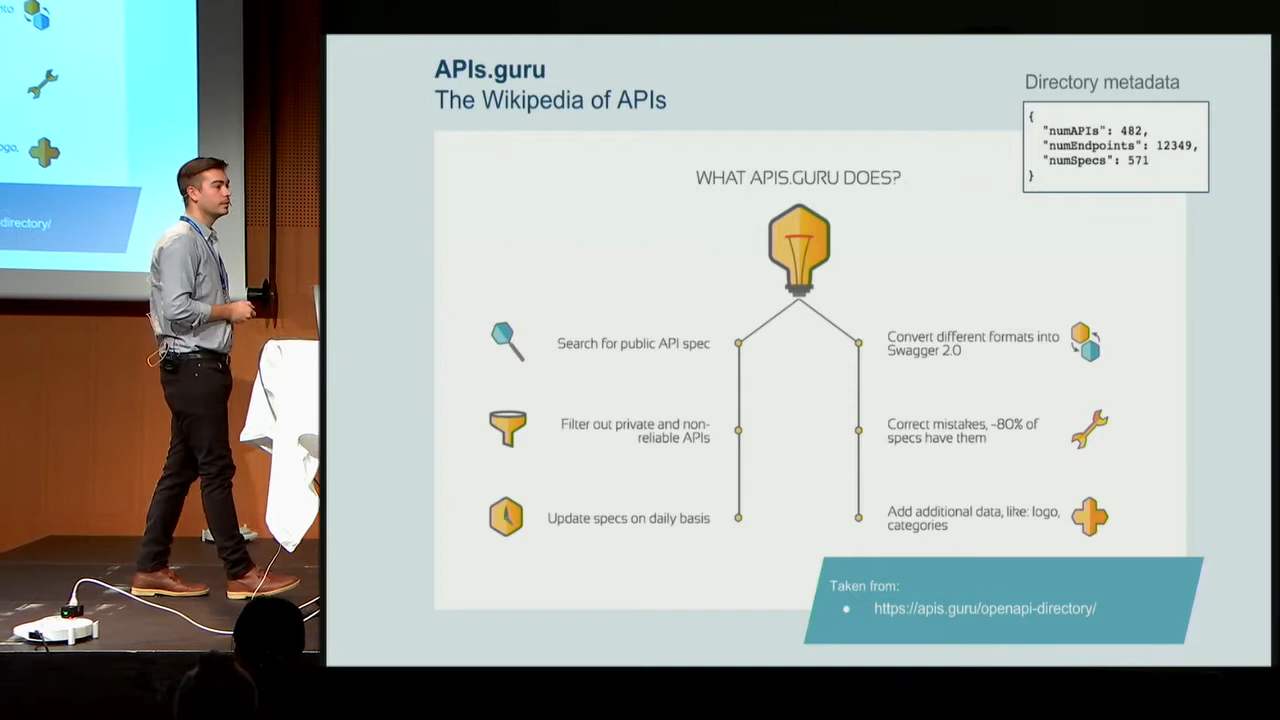 APIs.guru
The Wikipedia of APIs
Directory metadata
{
"numAPIs": 482,
"numEndpoints": 12349,
"numSpecs": 571
}
WHAT APIS.GURU DOES?
Search for public API spec
Filter out private and non-
reliable APIs
Update specs on daily basis
Convert different formats into
Swagger 2.0
Correct mistakes, ~80% of
specs have them
Add additional data, like: logo,
categories
Taken from:
● https://apis.guru/openapi-directory/
nto
ogo,
directory/